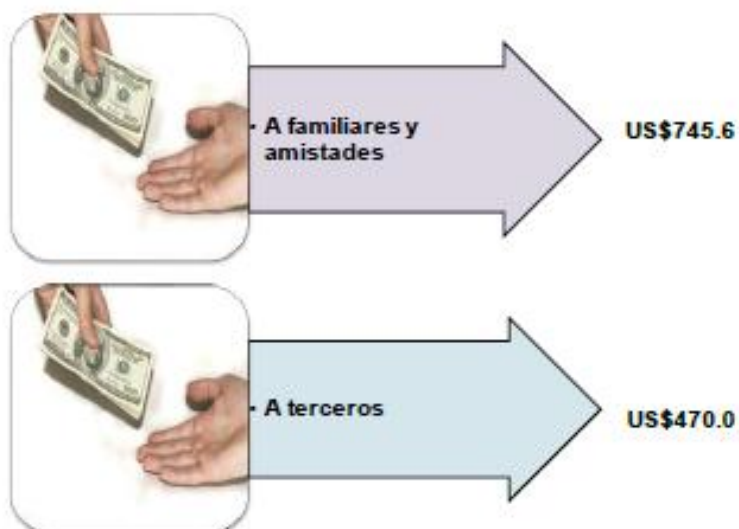 • A familiares y
amistades
US$745.6
• A terceros
US$470.0